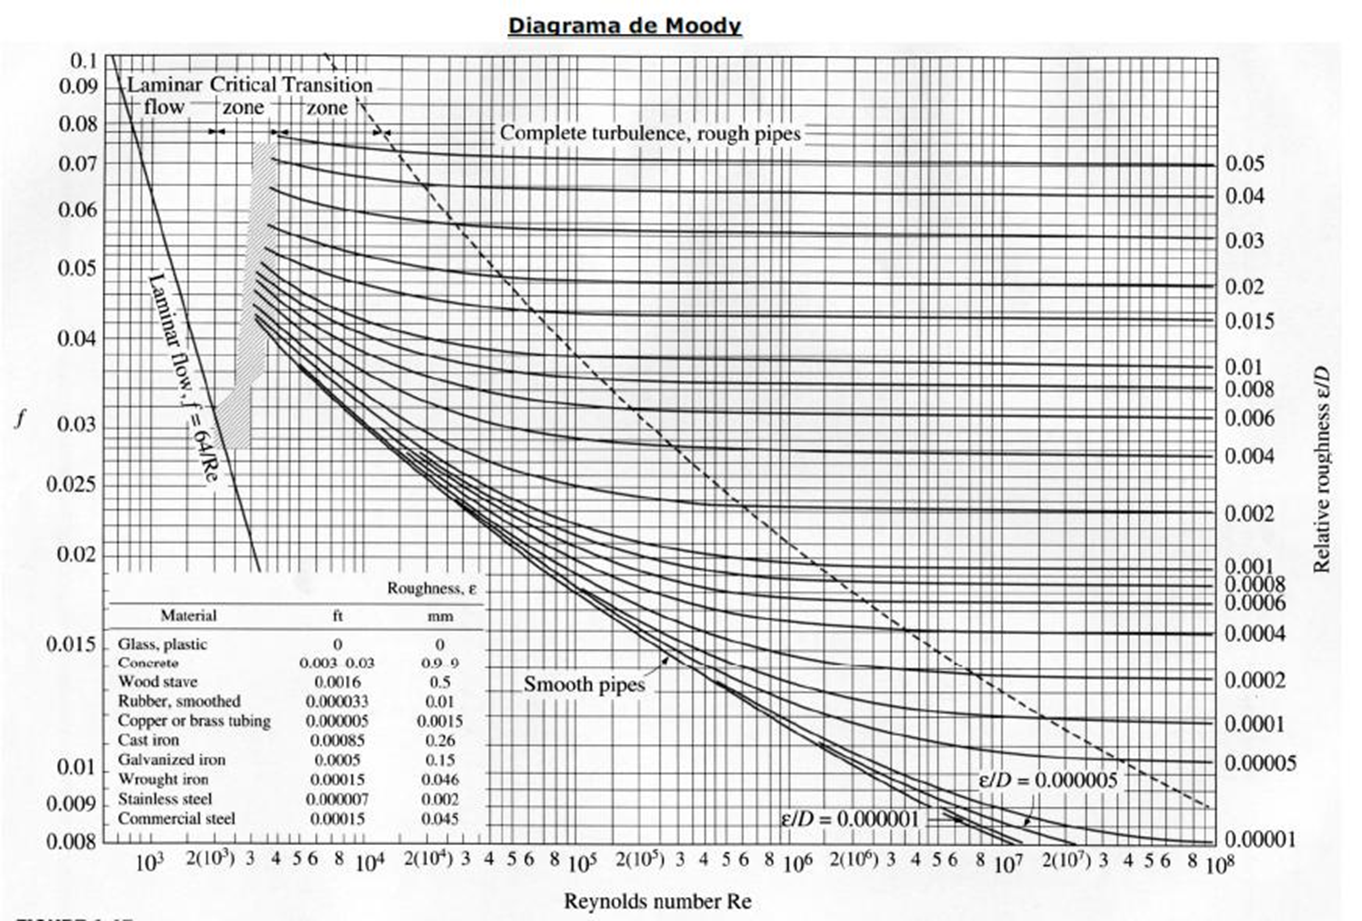 Diagrama de Moody
0.1
0.09
0.08
0.07
0.06
0.05
0.04
0.03
0.025
0.02
0.015
0.01
0.009
0.008
f
Laminar Critical Transition
flow zone zone
Complete turbulence, rough pipes
Laminar flow, f = 64/Re
Smooth pipes
ε/D = 0.000005
ε/D = 0.000001
0.05
0.04
0.03
0.02
0.015
0.01
0.008
0.006
0.004
0.002
0.001
0.0008
0.0006
0.0004
0.0002
0.0001
0.00005
0.00001
Relative roughness ε/D
Roughness, ε
Material ft mm
Glass, plastic 0 0
Concrete 0.003 0.03 0.9 9
Wood stave 0.0016 0.5
Rubber, smoothed 0.000033 0.01
Copper or brass tubing 0.000005 0.0015
Cast iron 0.00085 0.26
Galvanized iron 0.0005 0.15
Wrought iron 0.00015 0.046
Stainless steel 0.000007 0.002
Commercial steel 0.00015 0.045
10³ 2(10³) 3 4 5 6 8 10⁴ 2(10⁴) 3 4 5 6 8 10⁵ 2(10⁵) 3 4 5 6 8 10⁶ 2(10⁶) 3 4 5 6 8 10⁷ 2(10⁷) 3 4 5 6 8 10⁸
Reynolds number Re